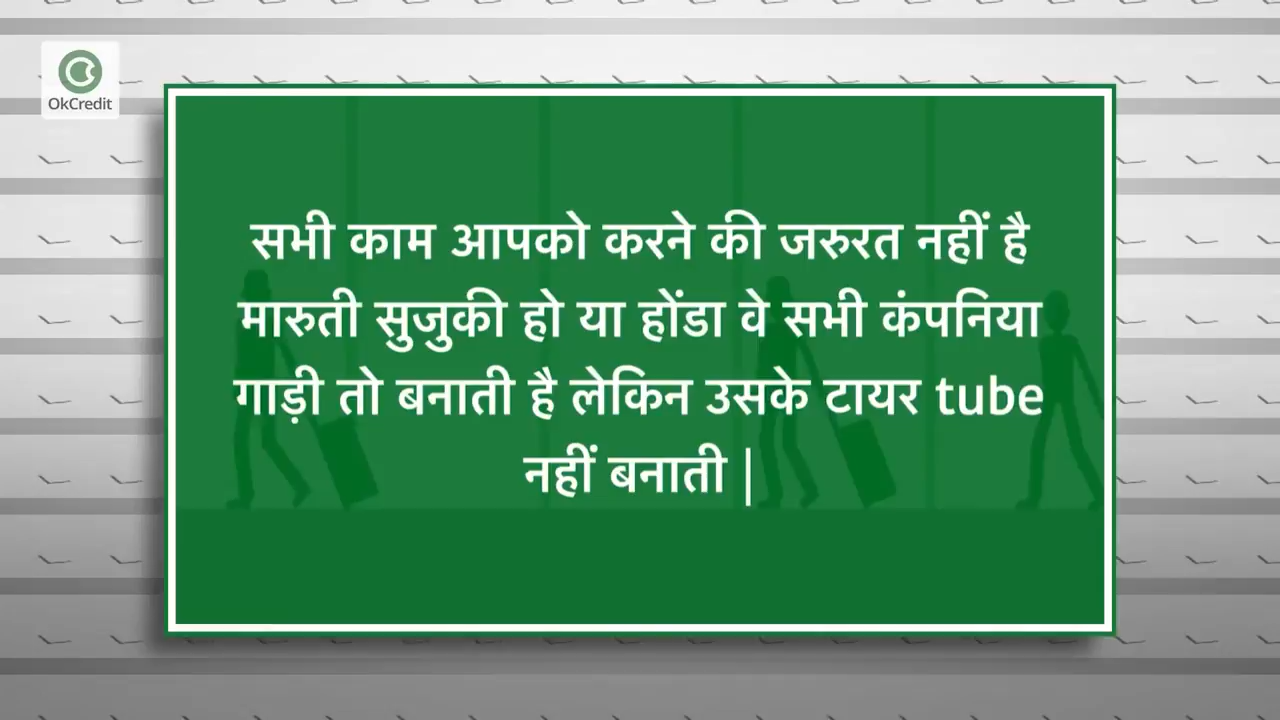 OkCredit
सभी काम आपको करने की जरुरत नहीं है
मारुती सुजुकी हो या होंडा वे सभी कंपनिया
गाड़ी तो बनाती है लेकिन उसके टायर tube
नहीं बनाती |